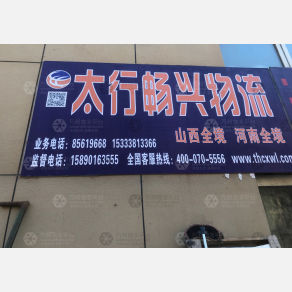 太行畅兴物流
山西全境 河南全境
业务电话：85619668 15333813366
监督电话：15890163555 全国客服热线：400-070-5556 www.thcxwl.com